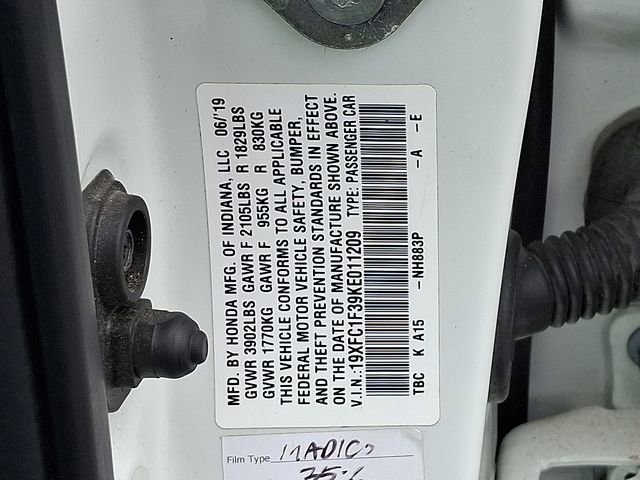 MFD. BY HONDA MFG. OF INDIANA, LLC 06/'19
GVWR 3902LBS GAWR F 2105LBS R 1829LBS
GVWR 1770KG GAWR F 955KG R 830KG
THIS VEHICLE CONFORMS TO ALL APPLICABLE
FEDERAL MOTOR VEHICLE SAFETY, BUMPER,
AND THEFT PREVENTION STANDARDS IN EFFECT
ON THE DATE OF MANUFACTURE SHOWN ABOVE.
V.I.N.:19XFC1F39KE011209 TYPE: PASSENGER CAR
TBC K A15 -NH883P -A -E
Film Type
35%